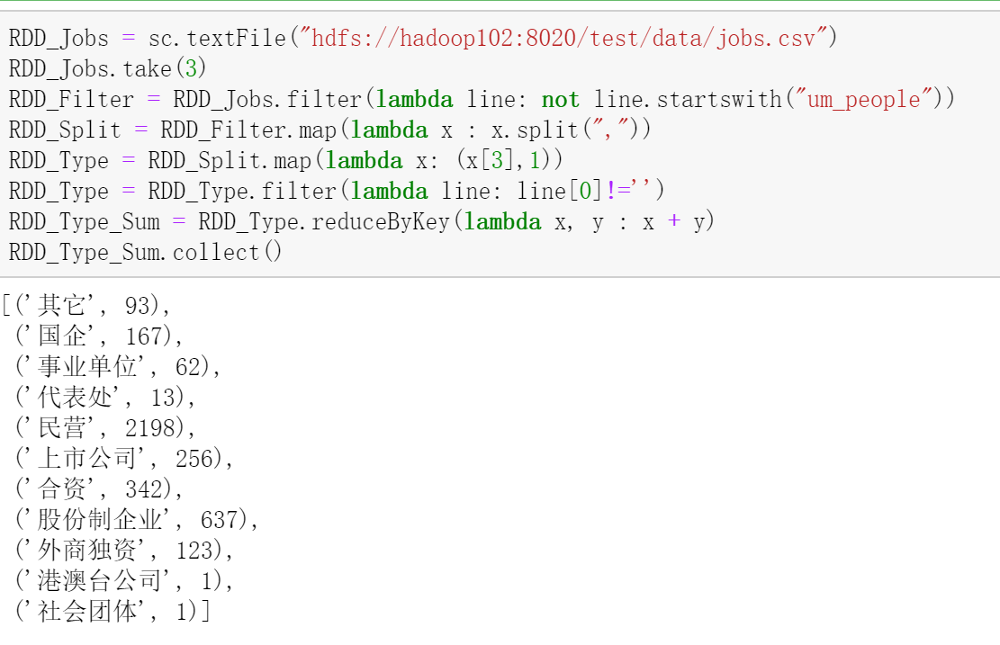 RDD_Jobs = sc.textFile("hdfs://hadoop102:8020/test/data/jobs.csv")
RDD_Jobs.take(3)
RDD_Filter = RDD_Jobs.filter(lambda line: not line.startswith("um_people"))
RDD_Split = RDD_Filter.map(lambda x : x.split(","))
RDD_Type = RDD_Split.map(lambda x: (x[3],1))
RDD_Type = RDD_Type.filter(lambda line: line[0]!='')
RDD_Type_Sum = RDD_Type.reduceByKey(lambda x, y : x + y)
RDD_Type_Sum.collect()
[('其它', 93),
('国企', 167),
('事业单位', 62),
('代表处', 13),
('民营', 2198),
('上市公司', 256),
('合资', 342),
('股份制企业', 637),
('外商独资', 123),
('港澳台公司', 1),
('社会团体', 1)]